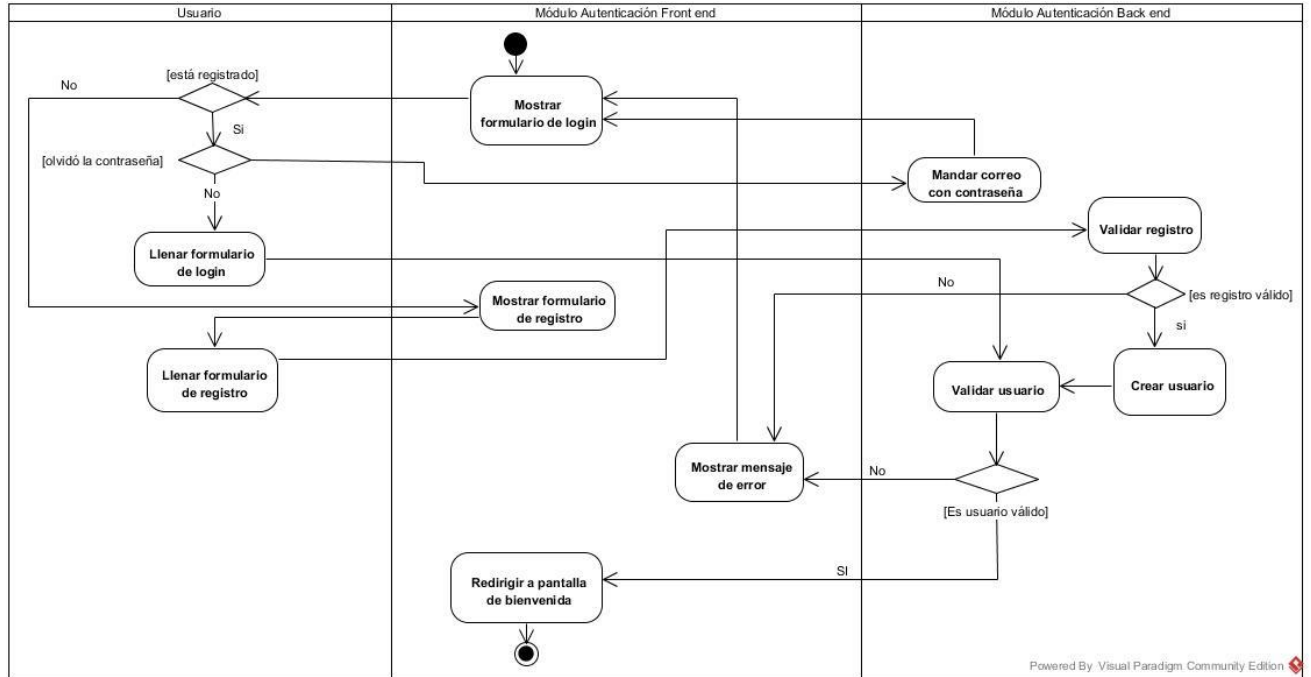 Usuario
Módulo Autenticación Front end
Módulo Autenticación Back end
[está registrado]
No
Mostrar
formulario de login
Si
[olvidó la contraseña]
Mandar correo
con contraseña
No
Validar registro
Llenar formulario
de login
No
[es registro válido]
Mostrar formulario
de registro
si
Llenar formulario
de registro
Validar usuario
Crear usuario
Mostrar mensaje
de error
No
[Es usuario válido]
SI
Redirigir a pantalla
de bienvenida
Powered By Visual Paradigm Community Edition